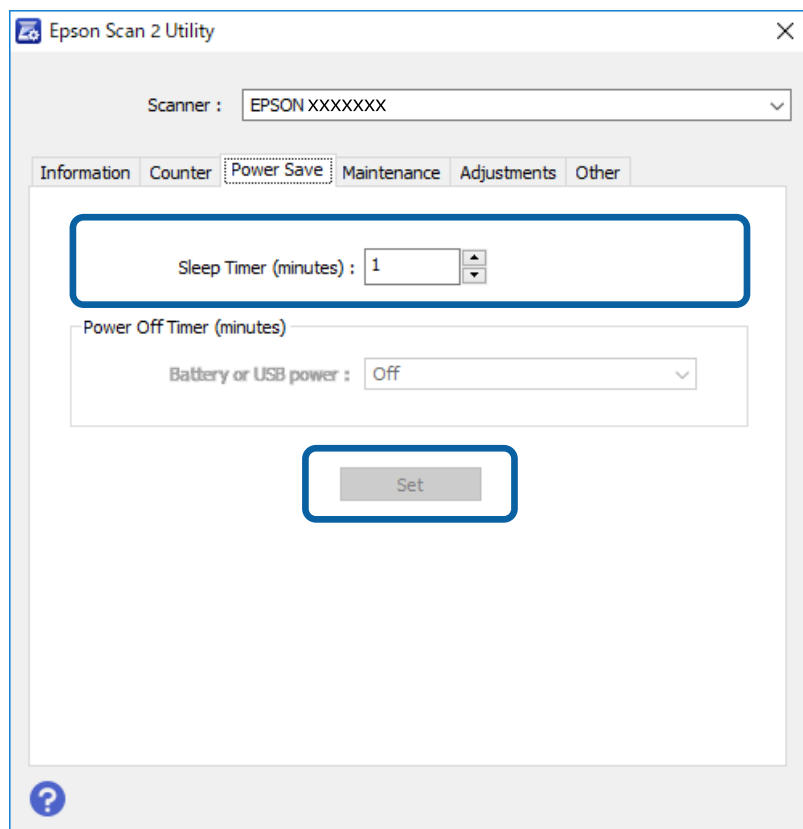 Epson Scan 2 Utility
Scanner : EPSON XXXXXXX
Information Counter Power Save Maintenance Adjustments Other
Sleep Timer (minutes) : 1
Power Off Timer (minutes)
Battery or USB power : Off
Set
?